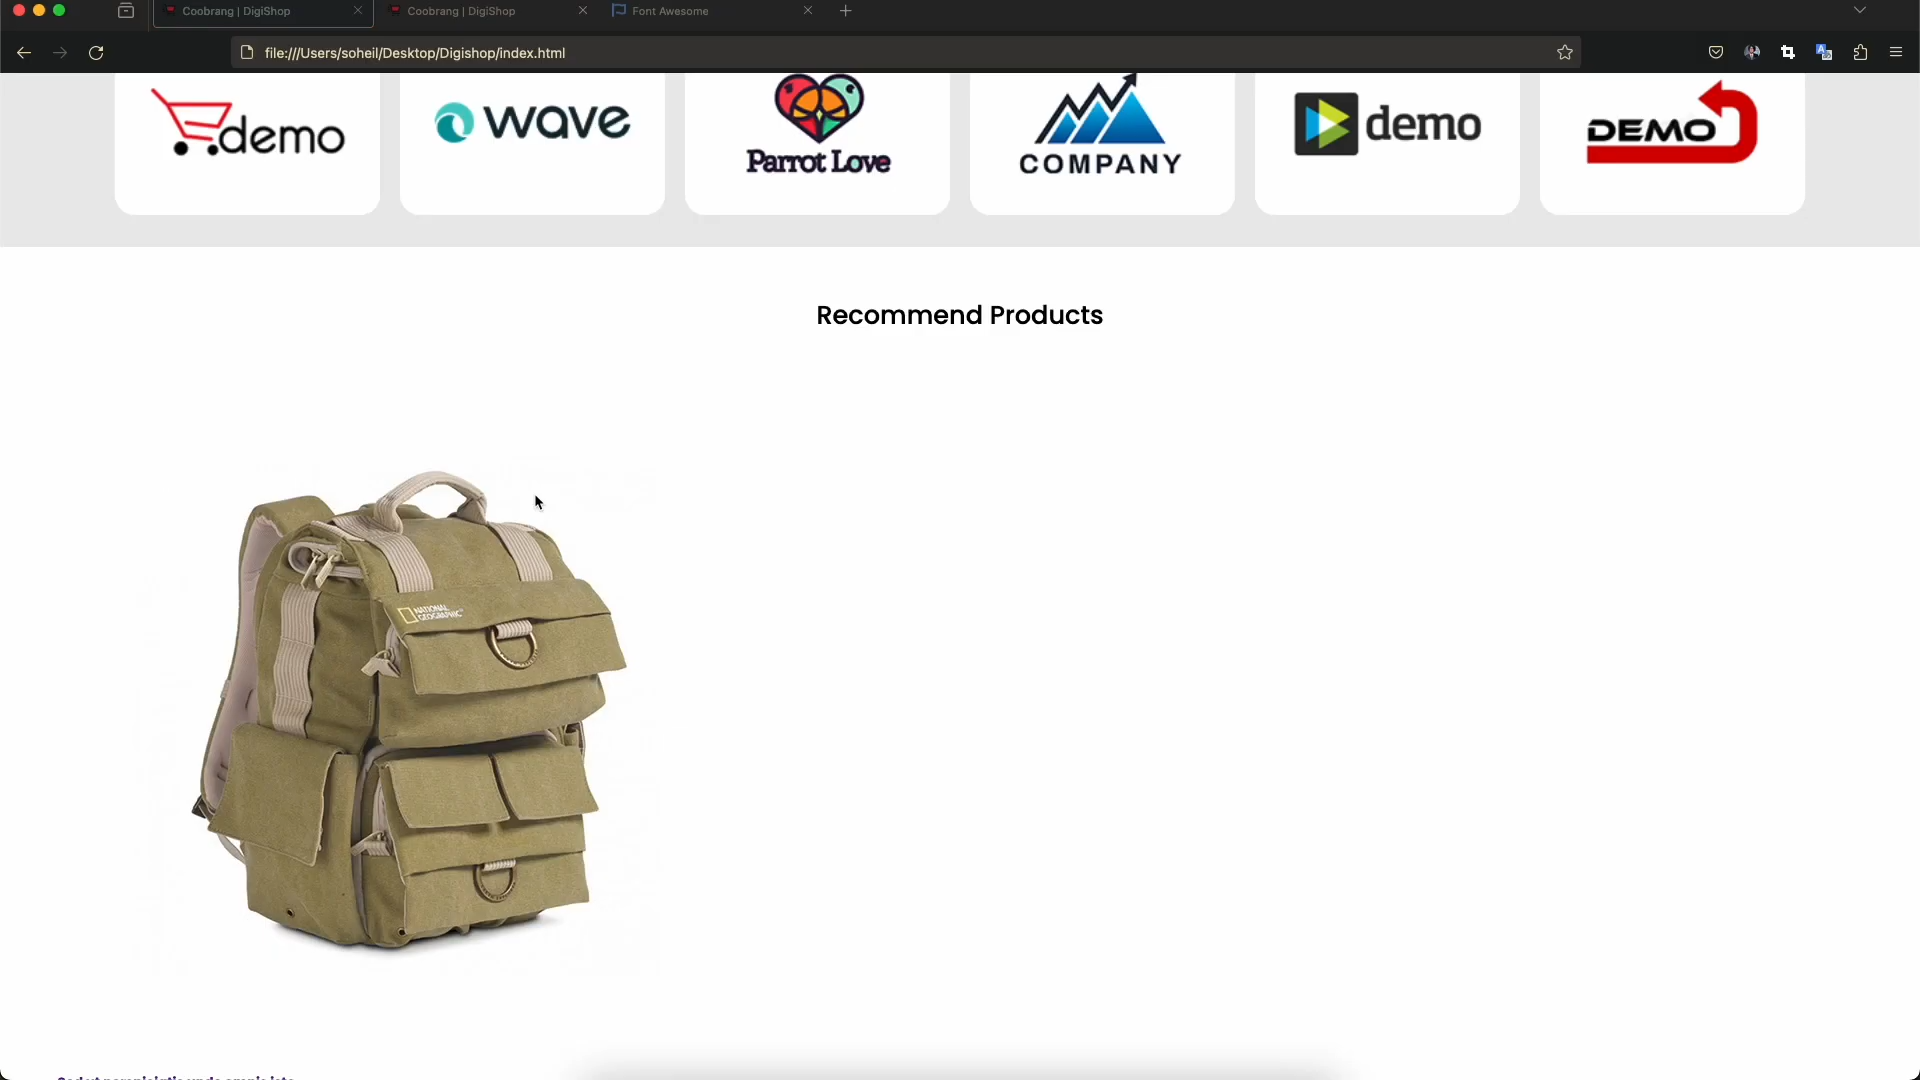 Coobrang | DigiShop
Coobrang | DigiShop
Font Awesome
file:///Users/soheil/Desktop/Digishop/index.html
demo
wave
Parrot Love
COMPANY
demo
DEMO
Recommend Products
NATIONAL
GEOGRAPHIC